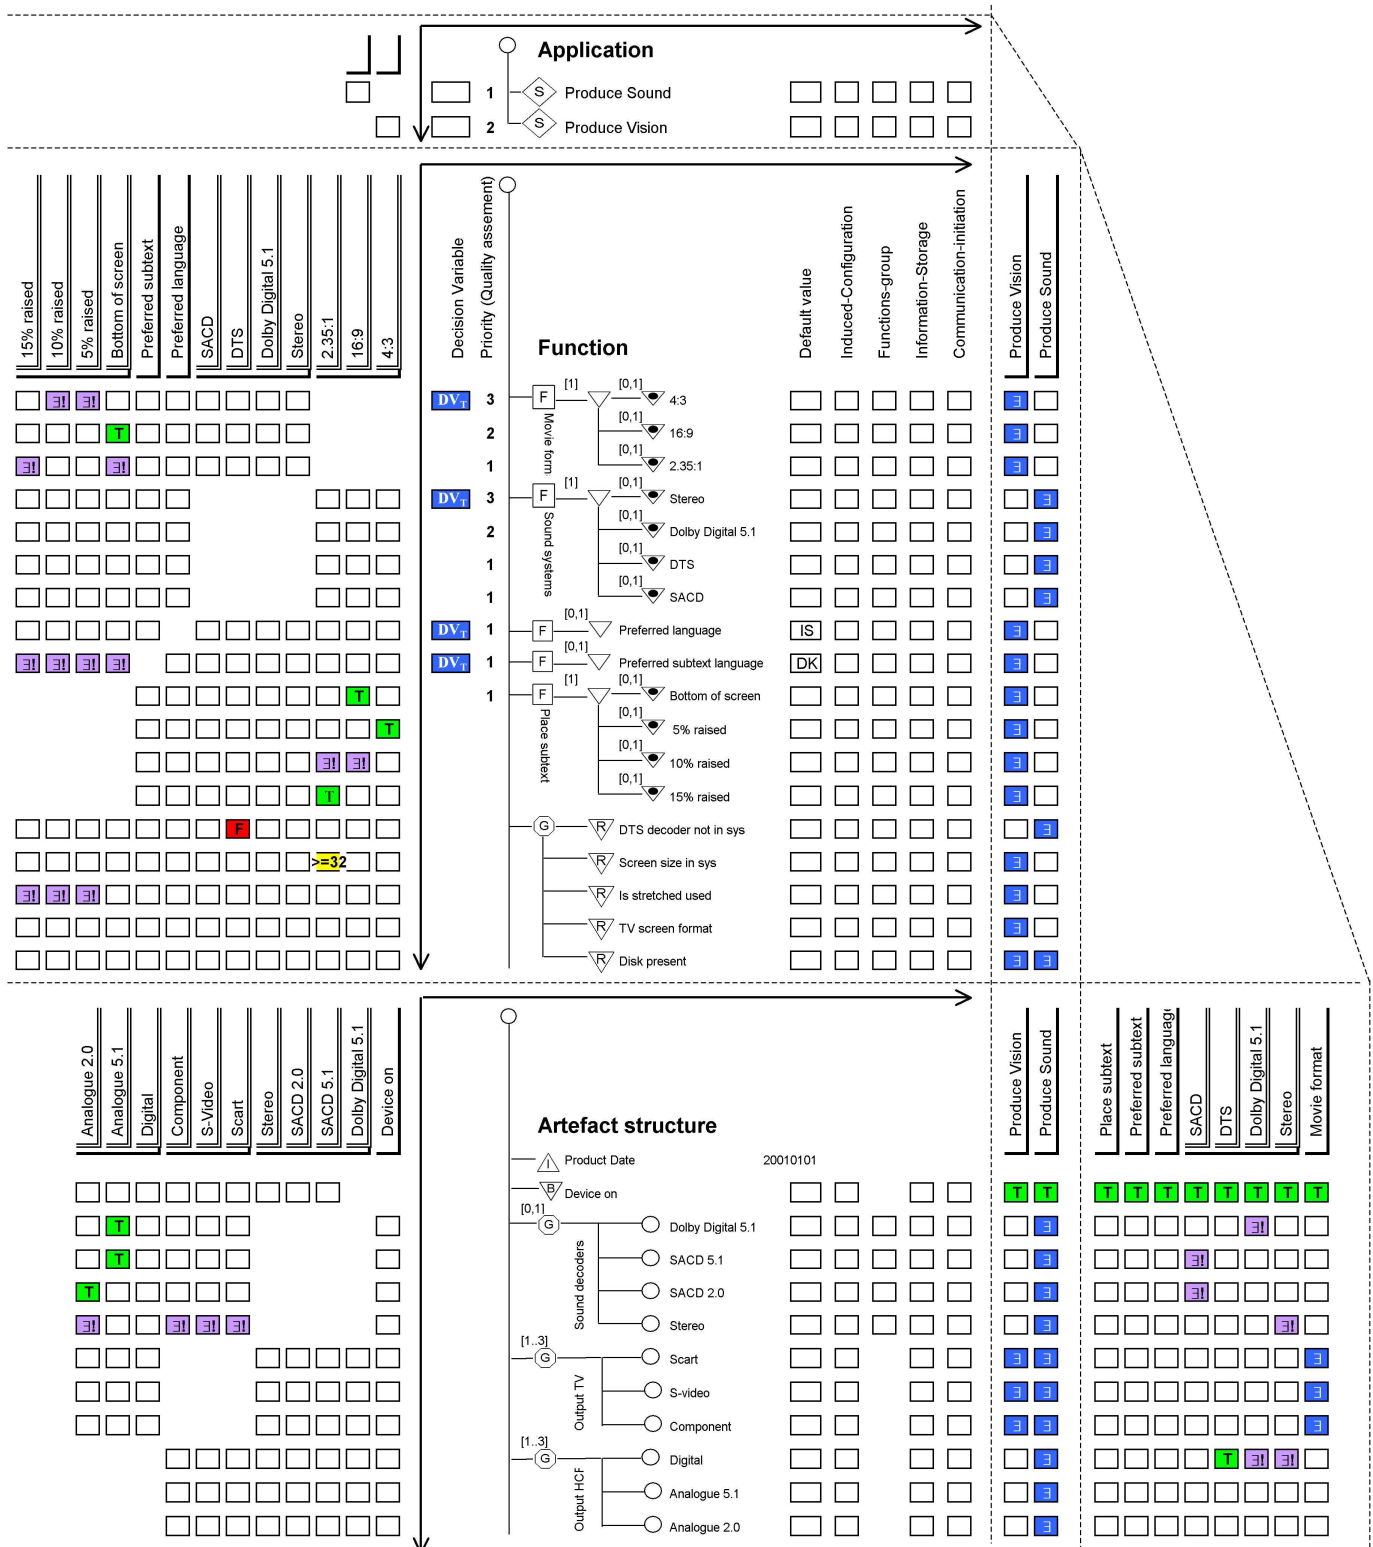 Application
1 S Produce Sound
2 S Produce Vision
15% raised
10% raised
5% raised
Bottom of screen
Preferred subtext
Preferred language
SACD
DTS
Dolby Digital 5.1
Stereo
2.35:1
16:9
4:3
Decision Variable
Priority (Quality assement)
Function
Default value
Induced-Configuration
Functions-group
Information-Storage
Communication-initiation
Produce Vision
Produce Sound
∃! ∃! DVT 3 F [1] [0,1] 4:3 ∃
Movie form
T 2 [0,1] 16:9 ∃
∃! ∃! 1 [0,1] 2.35:1 ∃
DVT 3 F [1] [0,1] Stereo ∃
Sound systems
2 [0,1] Dolby Digital 5.1 ∃
1 [0,1] DTS ∃
1 [0,1] SACD ∃
DVT 1 F [0,1] Preferred language IS ∃
∃! ∃! ∃! ∃! DVT 1 F [0,1] Preferred subtext language DK ∃
T 1 F [1] [0,1] Bottom of screen ∃
Place subtext
T [0,1] 5% raised ∃
∃! ∃! [0,1] 10% raised ∃
T [0,1] 15% raised ∃
F G R DTS decoder not in sys ∃
>=32 R Screen size in sys ∃
∃! ∃! ∃! R Is stretched used ∃
R TV screen format ∃
R Disk present ∃ ∃
Analogue 2.0
Analogue 5.1
Digital
Component
S-Video
Scart
Stereo
SACD 2.0
SACD 5.1
Dolby Digital 5.1
Device on
Artefact structure
Produce Vision
Produce Sound
Place subtext
Preferred subtext
Preferred language
SACD
DTS
Dolby Digital 5.1
Stereo
Movie format
I Product Date 20010101
B Device on T T T T T T T T T T
T [0,1] G Dolby Digital 5.1 ∃ ∃!
Sound decoders
T SACD 5.1 ∃ ∃!
T SACD 2.0 ∃ ∃!
∃! ∃! ∃! ∃! Stereo ∃ ∃!
[1..3] G Scart ∃ ∃ ∃
Output TV
S-video ∃ ∃ ∃
Component ∃ ∃ ∃
[1..3] G Digital ∃ T ∃! ∃!
Output HCF
Analogue 5.1 ∃
Analogue 2.0 ∃